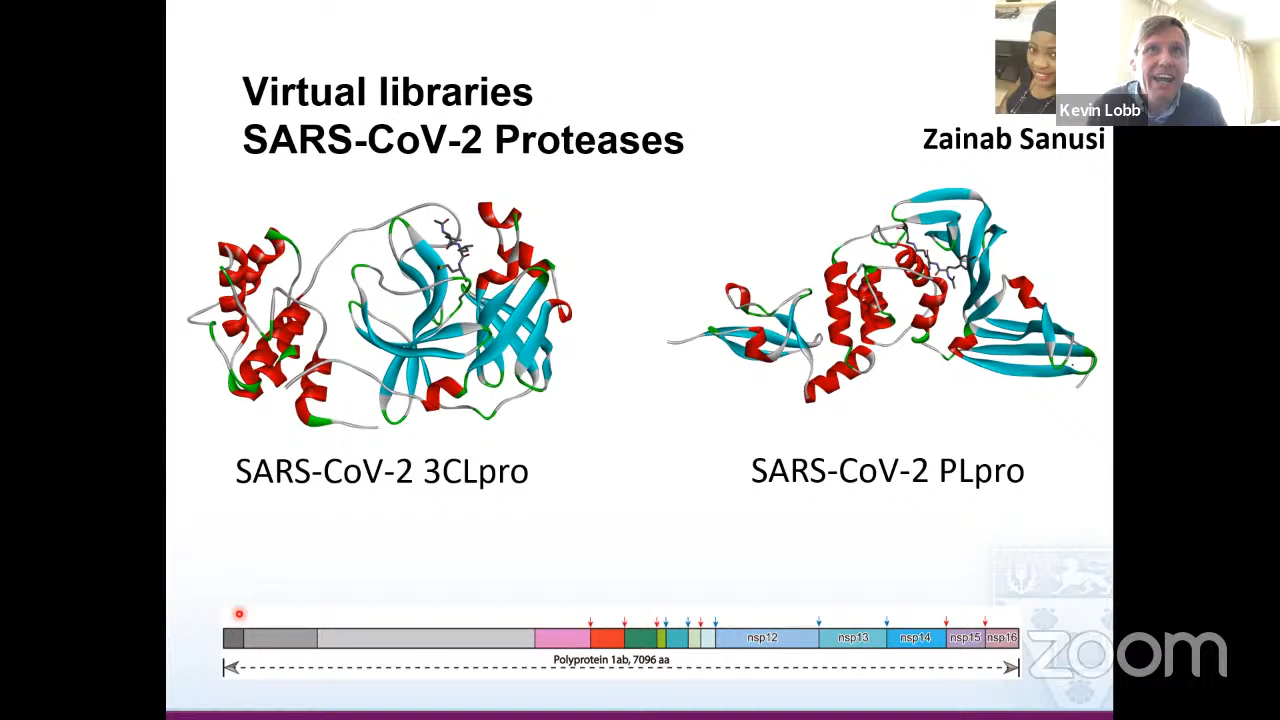 Kevin Lobb
Virtual libraries
SARS-CoV-2 Proteases
Zainab Sanusi
SARS-CoV-2 3CLpro
SARS-CoV-2 PLpro
nsp12 nsp13 nsp14 nsp15 nsp16
Polyprotein 1ab, 7096 aa
zoom